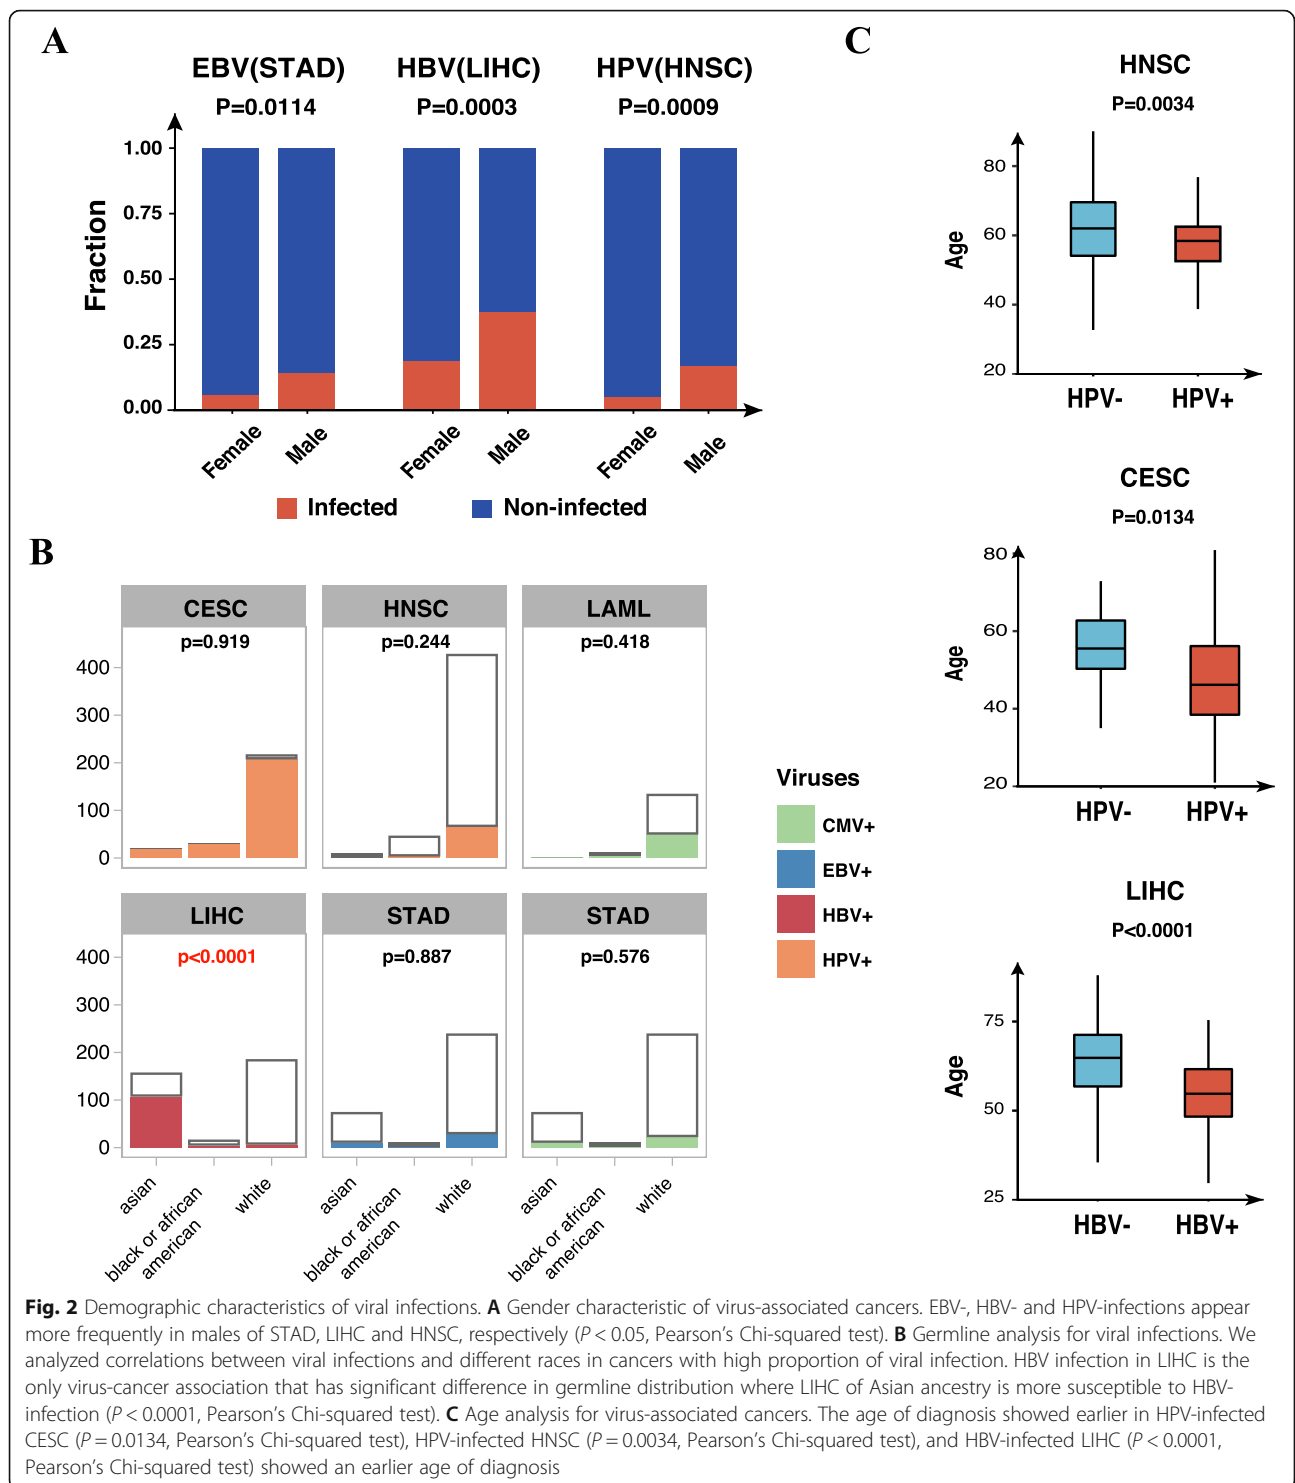 A
EBV(STAD) HBV(LIHC) HPV(HNSC)
P=0.0114 P=0.0003 P=0.0009
1.00
0.75
0.50
0.25
0.00
Fraction
Female Male Female Male Female Male
Infected Non-infected
B
CESC HNSC LAML
p=0.919 p=0.244 p=0.418
400
300
200
100
0
LIHC STAD STAD
p<0.0001 p=0.887 p=0.576
400
300
200
100
0
asian black or african american white asian black or african american white asian black or african american white
Viruses
CMV+
EBV+
HBV+
HPV+
C
HNSC
P=0.0034
80
60
40
20
Age
HPV- HPV+
CESC
P=0.0134
80
60
40
20
Age
HPV- HPV+
LIHC
P<0.0001
75
50
25
Age
HBV- HBV+
Fig. 2 Demographic characteristics of viral infections. A Gender characteristic of virus-associated cancers. EBV-, HBV- and HPV-infections appear
more frequently in males of STAD, LIHC and HNSC, respectively (P < 0.05, Pearson's Chi-squared test). B Germline analysis for viral infections. We
analyzed correlations between viral infections and different races in cancers with high proportion of viral infection. HBV infection in LIHC is the
only virus-cancer association that has significant difference in germline distribution where LIHC of Asian ancestry is more susceptible to HBV-
infection (P < 0.0001, Pearson's Chi-squared test). C Age analysis for virus-associated cancers. The age of diagnosis showed earlier in HPV-infected
CESC (P = 0.0134, Pearson's Chi-squared test), HPV-infected HNSC (P = 0.0034, Pearson's Chi-squared test), and HBV-infected LIHC (P < 0.0001,
Pearson's Chi-squared test) showed an earlier age of diagnosis